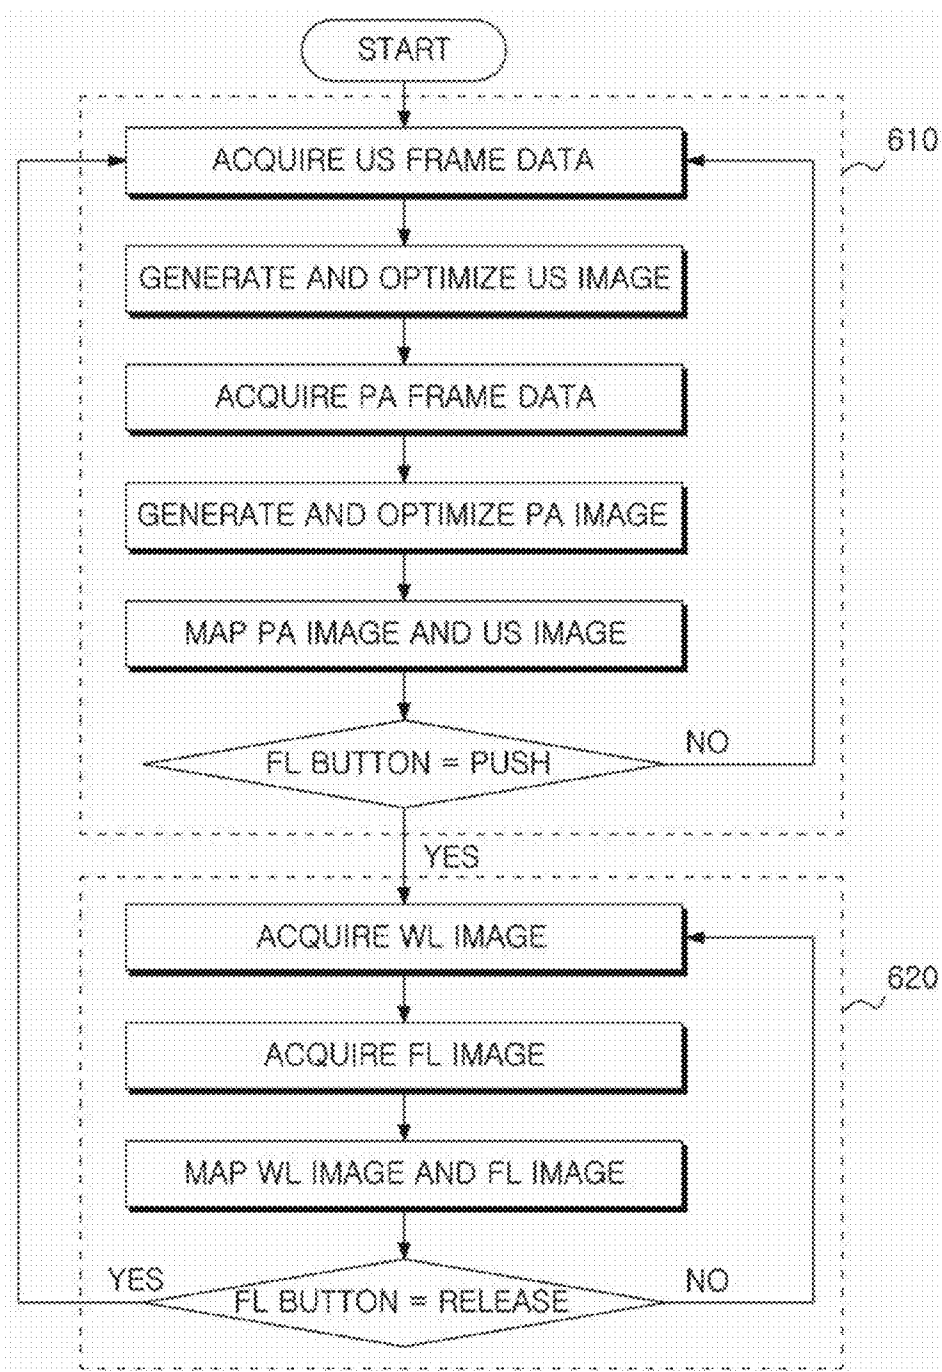 START
610
ACQUIRE US FRAME DATA
GENERATE AND OPTIMIZE US IMAGE
ACQUIRE PA FRAME DATA
GENERATE AND OPTIMIZE PA IMAGE
MAP PA IMAGE AND US IMAGE
FL BUTTON = PUSH
NO
YES
ACQUIRE WL IMAGE
620
ACQUIRE FL IMAGE
MAP WL IMAGE AND FL IMAGE
YES
FL BUTTON = RELEASE
NO